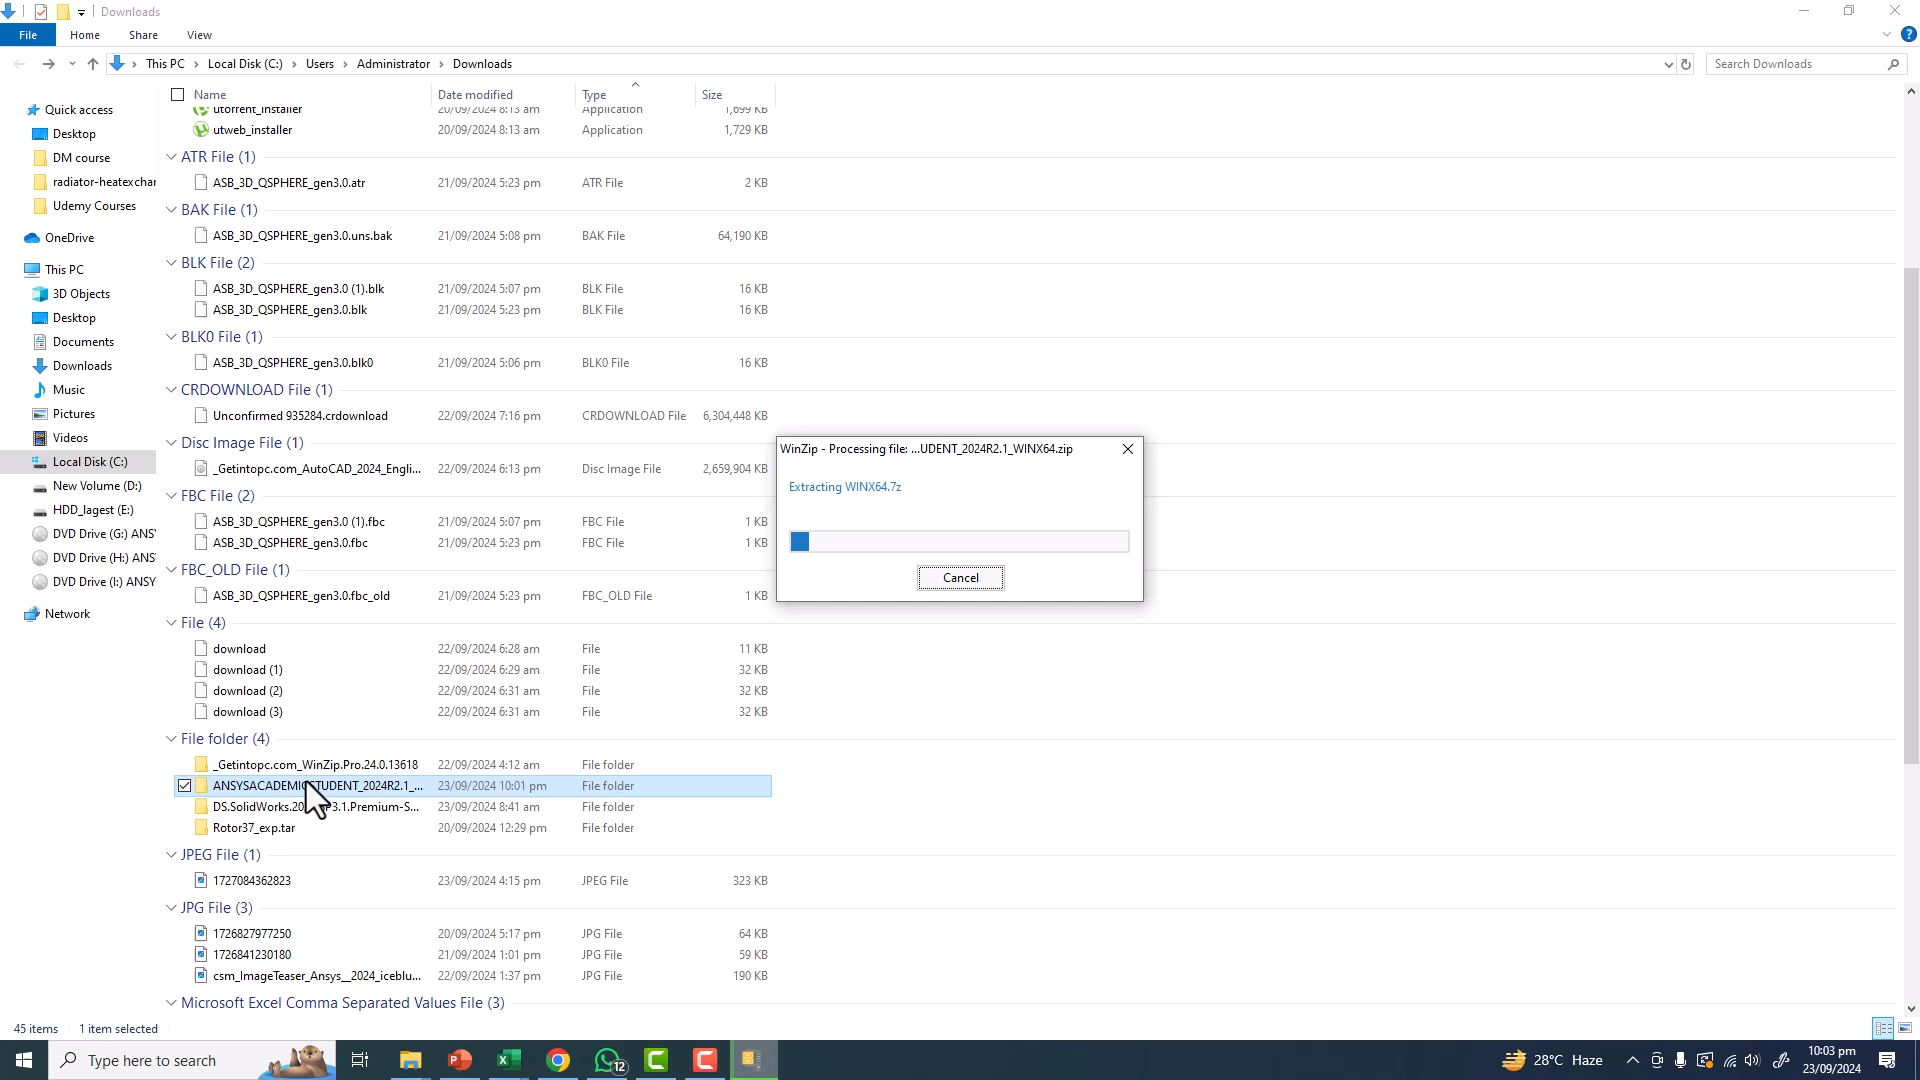 Downloads
File
Home
Share
View
This PC
Local Disk (C:)
Users
Administrator
Downloads
Search Downloads
Name
Date modified
Type
Size
Quick access
Desktop
DM course
radiator-heatexchar
Udemy Courses
OneDrive
This PC
3D Objects
Desktop
Documents
Downloads
Music
Pictures
Videos
Local Disk (C:)
New Volume (D:)
HDD_lagest (E:)
DVD Drive (G:) ANS'
DVD Drive (H:) ANS
DVD Drive (I:) ANSY
Network
utorrent_installer 20/09/2024 8:13 am Application 1,699 KB
utweb_installer 20/09/2024 8:13 am Application 1,729 KB
ATR File (1)
ASB_3D_QSPHERE_gen3.0.atr 21/09/2024 5:23 pm ATR File 2 KB
BAK File (1)
ASB_3D_QSPHERE_gen3.0.uns.bak 21/09/2024 5:08 pm BAK File 64,190 KB
BLK File (2)
ASB_3D_QSPHERE_gen3.0 (1).blk 21/09/2024 5:07 pm BLK File 16 KB
ASB_3D_QSPHERE_gen3.0.blk 21/09/2024 5:23 pm BLK File 16 KB
BLK0 File (1)
ASB_3D_QSPHERE_gen3.0.blk0 21/09/2024 5:06 pm BLK0 File 16 KB
CRDOWNLOAD File (1)
Unconfirmed 935284.crdownload 22/09/2024 7:16 pm CRDOWNLOAD File 6,304,448 KB
Disc Image File (1)
_Getintopc.com_AutoCAD_2024_Engli... 22/09/2024 6:13 pm Disc Image File 2,659,904 KB
FBC File (2)
ASB_3D_QSPHERE_gen3.0 (1).fbc 21/09/2024 5:07 pm FBC File 1 KB
ASB_3D_QSPHERE_gen3.0.fbc 21/09/2024 5:23 pm FBC File 1 KB
FBC_OLD File (1)
ASB_3D_QSPHERE_gen3.0.fbc_old 21/09/2024 5:23 pm FBC_OLD File 1 KB
File (4)
download 22/09/2024 6:28 am File 11 KB
download (1) 22/09/2024 6:29 am File 32 KB
download (2) 22/09/2024 6:31 am File 32 KB
download (3) 22/09/2024 6:31 am File 32 KB
File folder (4)
_Getintopc.com_WinZip.Pro.24.0.13618 22/09/2024 4:12 am File folder
ANSYSACADEMIC TUDENT_2024R2.1_... 23/09/2024 10:01 pm File folder
DS.SolidWorks.20 P3.1.Premium-S... 23/09/2024 8:41 am File folder
Rotor37_exp.tar 20/09/2024 12:29 pm File folder
JPEG File (1)
1727084362823 23/09/2024 4:15 pm JPEG File 323 KB
JPG File (3)
1726827977250 20/09/2024 5:17 pm JPG File 64 KB
1726841230180 21/09/2024 1:01 pm JPG File 59 KB
csm_ImageTeaser_Ansys__2024_iceblu... 22/09/2024 1:37 pm JPG File 190 KB
Microsoft Excel Comma Separated Values File (3)
WinZip - Processing file: ...UDENT_2024R2.1_WINX64.zip
Extracting WINX64.7z
Cancel
45 items 1 item selected
Type here to search
12
28°C Haze
10:03 pm
23/09/2024